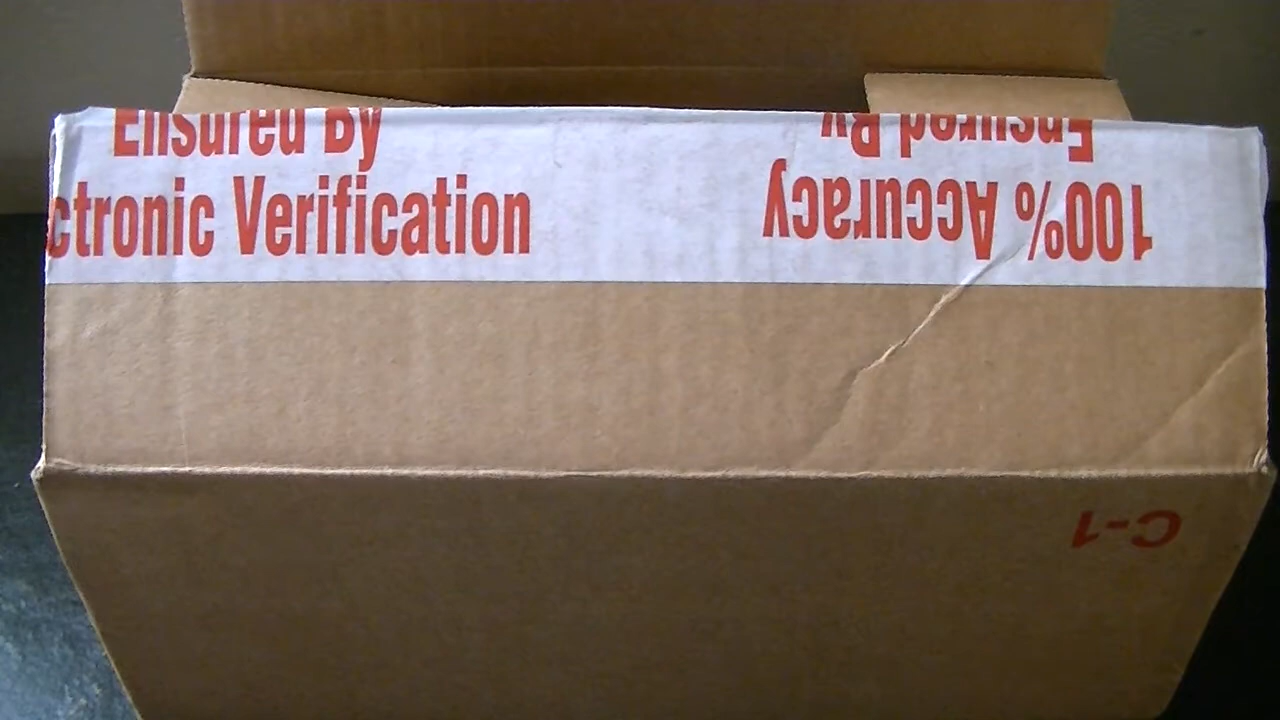 Ensured By
ctronic Verification
100% Accuracy
Ensured By
C-1